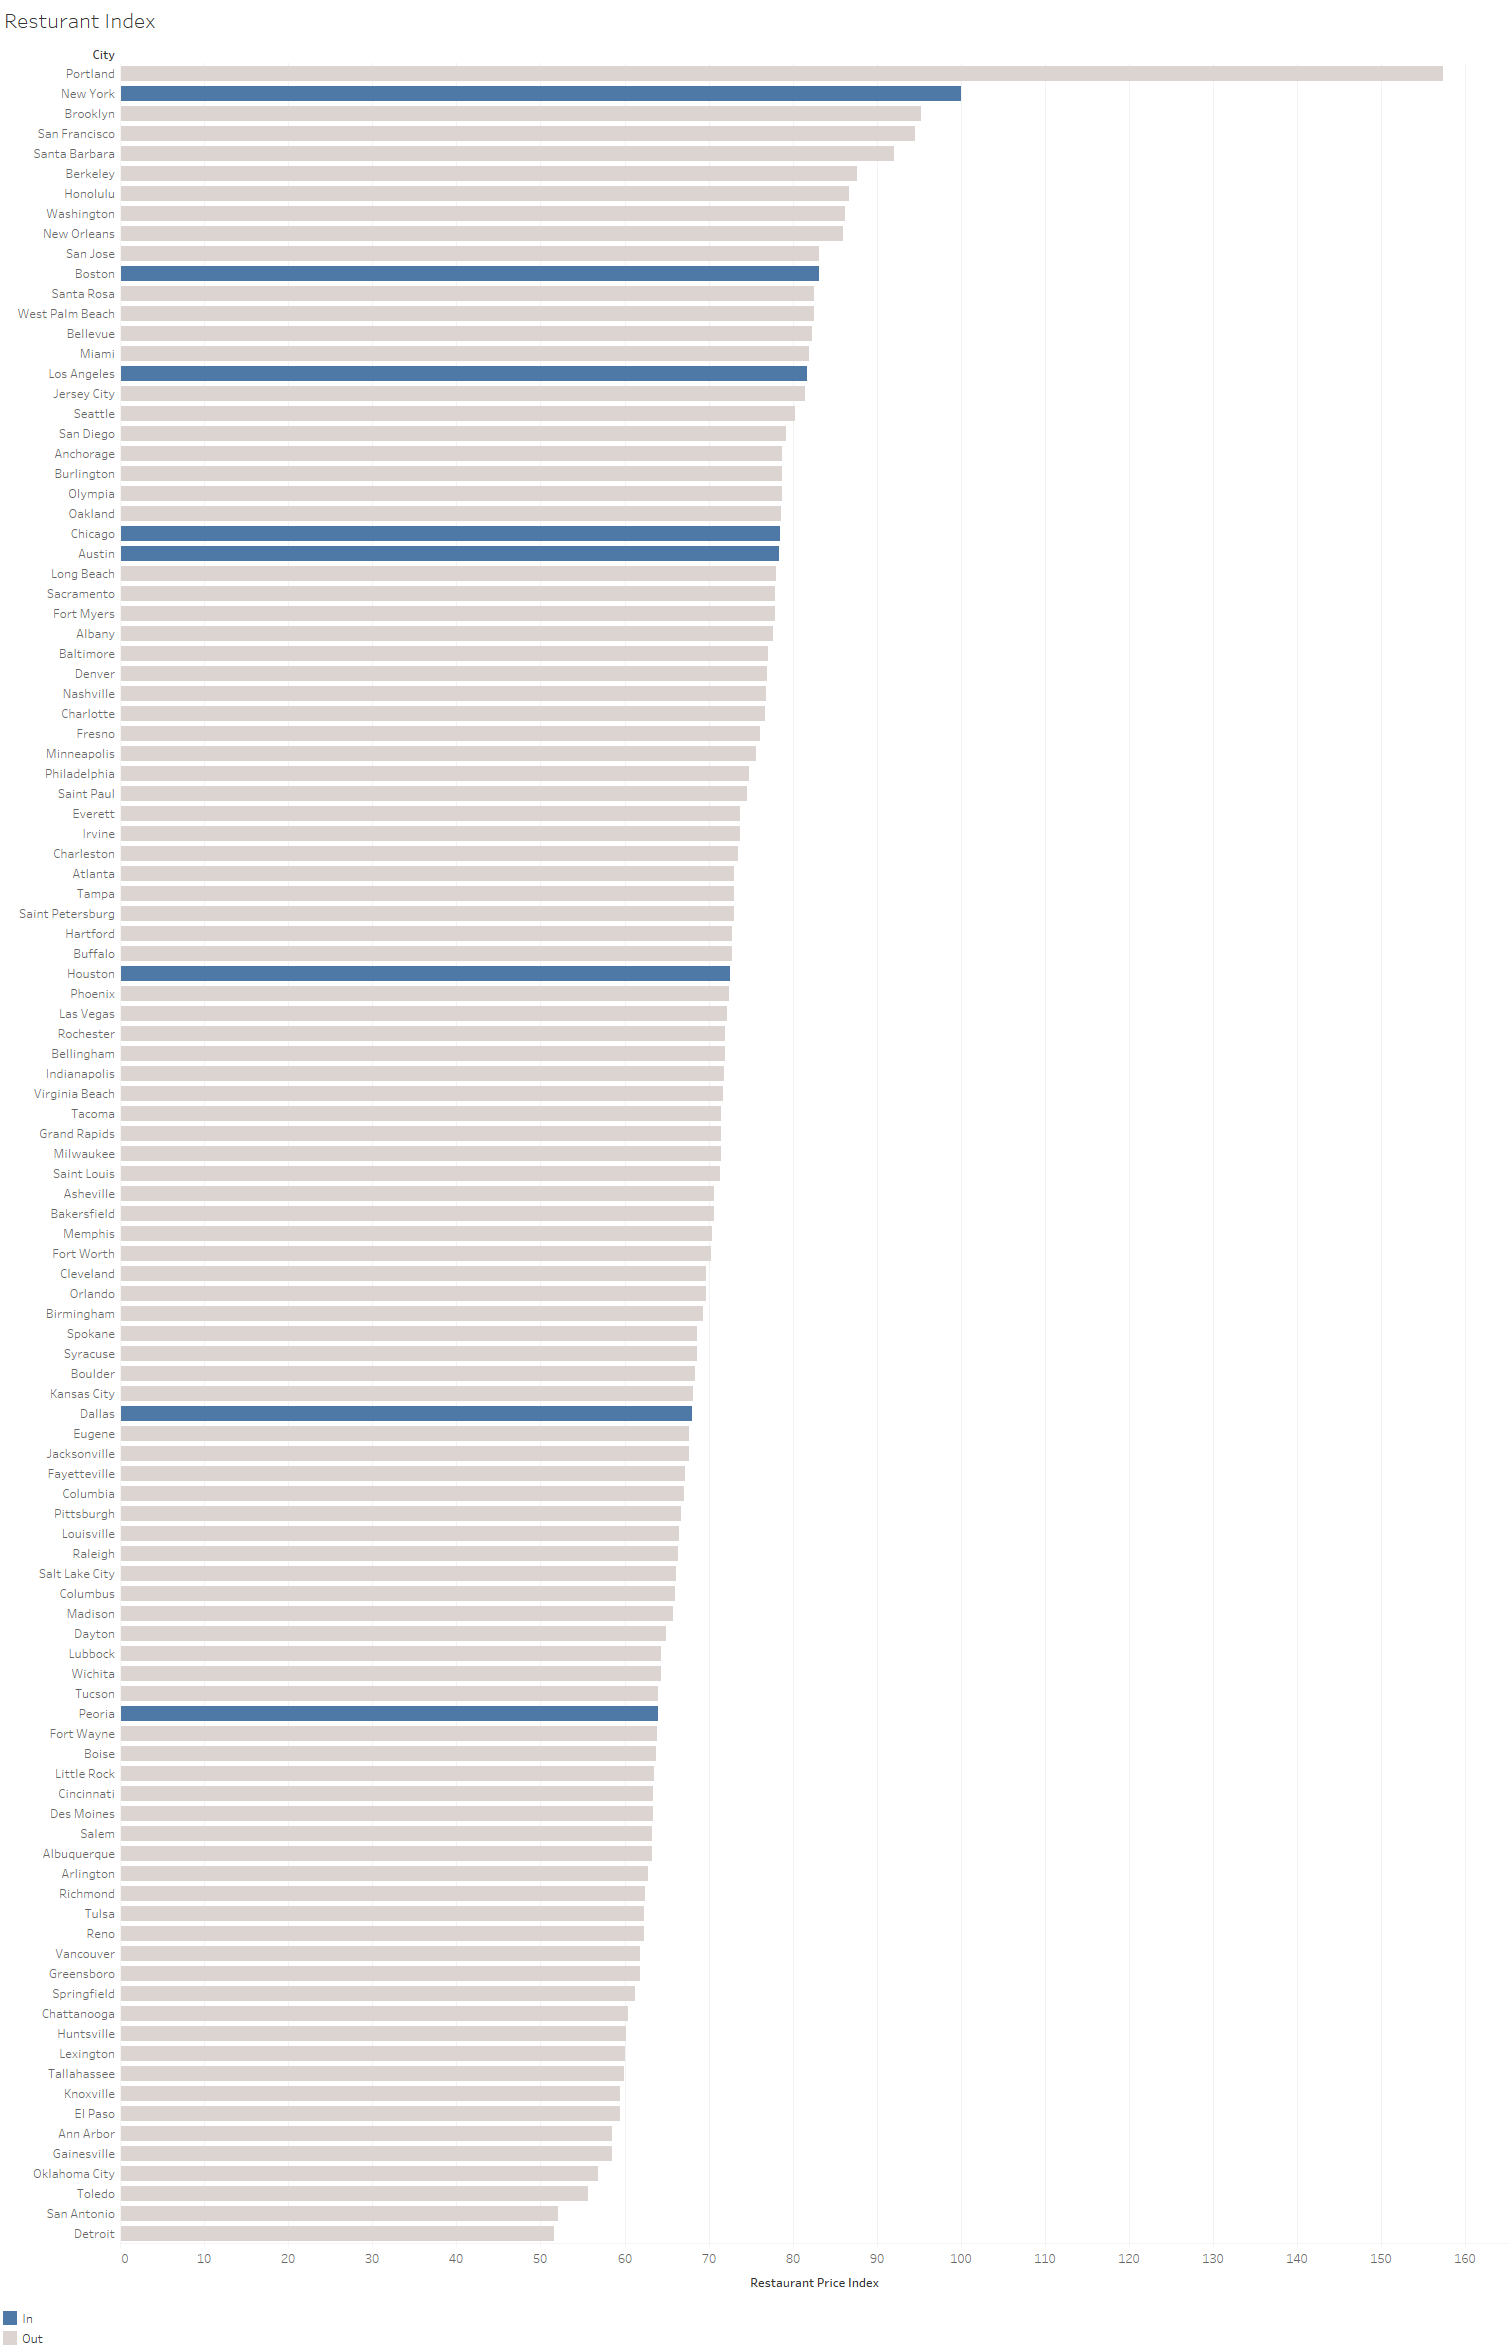 Resturant Index
City
Portland
New York
Brooklyn
San Francisco
Santa Barbara
Berkeley
Honolulu
Washington
New Orleans
San Jose
Boston
Santa Rosa
West Palm Beach
Bellevue
Miami
Los Angeles
Jersey City
Seattle
San Diego
Anchorage
Burlington
Olympia
Oakland
Chicago
Austin
Long Beach
Sacramento
Fort Myers
Albany
Baltimore
Denver
Nashville
Charlotte
Fresno
Minneapolis
Philadelphia
Saint Paul
Everett
Irvine
Charleston
Atlanta
Tampa
Saint Petersburg
Hartford
Buffalo
Houston
Phoenix
Las Vegas
Rochester
Bellingham
Indianapolis
Virginia Beach
Tacoma
Grand Rapids
Milwaukee
Saint Louis
Asheville
Bakersfield
Memphis
Fort Worth
Cleveland
Orlando
Birmingham
Spokane
Syracuse
Boulder
Kansas City
Dallas
Eugene
Jacksonville
Fayetteville
Columbia
Pittsburgh
Louisville
Raleigh
Salt Lake City
Columbus
Madison
Dayton
Lubbock
Wichita
Tucson
Peoria
Fort Wayne
Boise
Little Rock
Cincinnati
Des Moines
Salem
Albuquerque
Arlington
Richmond
Tulsa
Reno
Vancouver
Greensboro
Springfield
Chattanooga
Huntsville
Lexington
Tallahassee
Knoxville
El Paso
Ann Arbor
Gainesville
Oklahoma City
Toledo
San Antonio
Detroit
0 10 20 30 40 50 60 70 80 90 100 110 120 130 140 150 160
Restaurant Price Index
In
Out